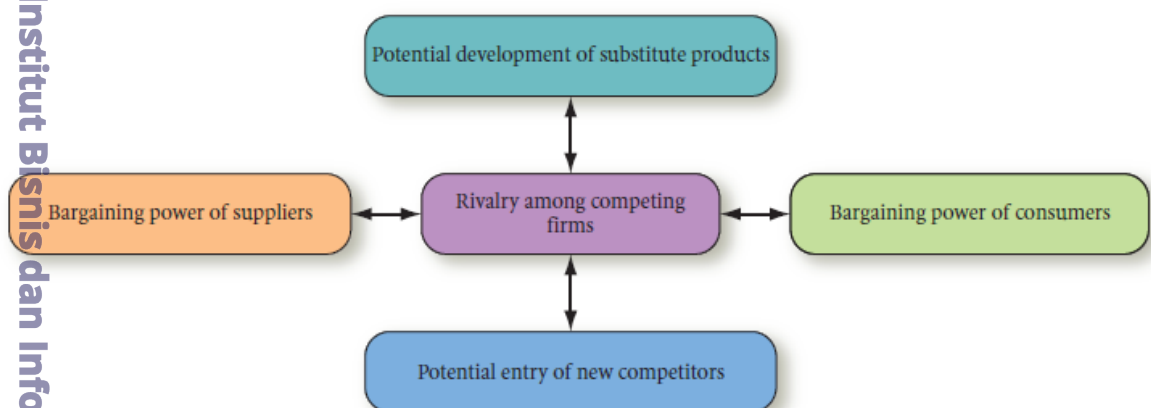 Institut Bisnis dan Info
Potential development of substitute products
Bargaining power of suppliers
Rivalry among competing
firms
Bargaining power of consumers
Potential entry of new competitors